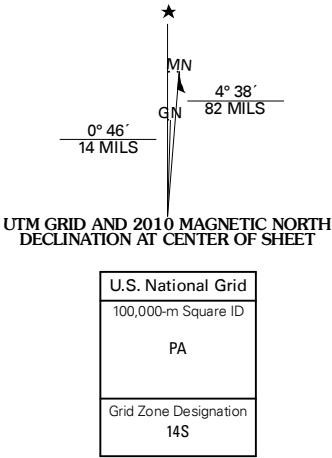 MN
GN
4° 38´
82 MILS
0° 46´
14 MILS
UTM GRID AND 2010 MAGNETIC NORTH
DECLINATION AT CENTER OF SHEET
U.S. National Grid
100,000-m Square ID
PA
Grid Zone Designation
14S